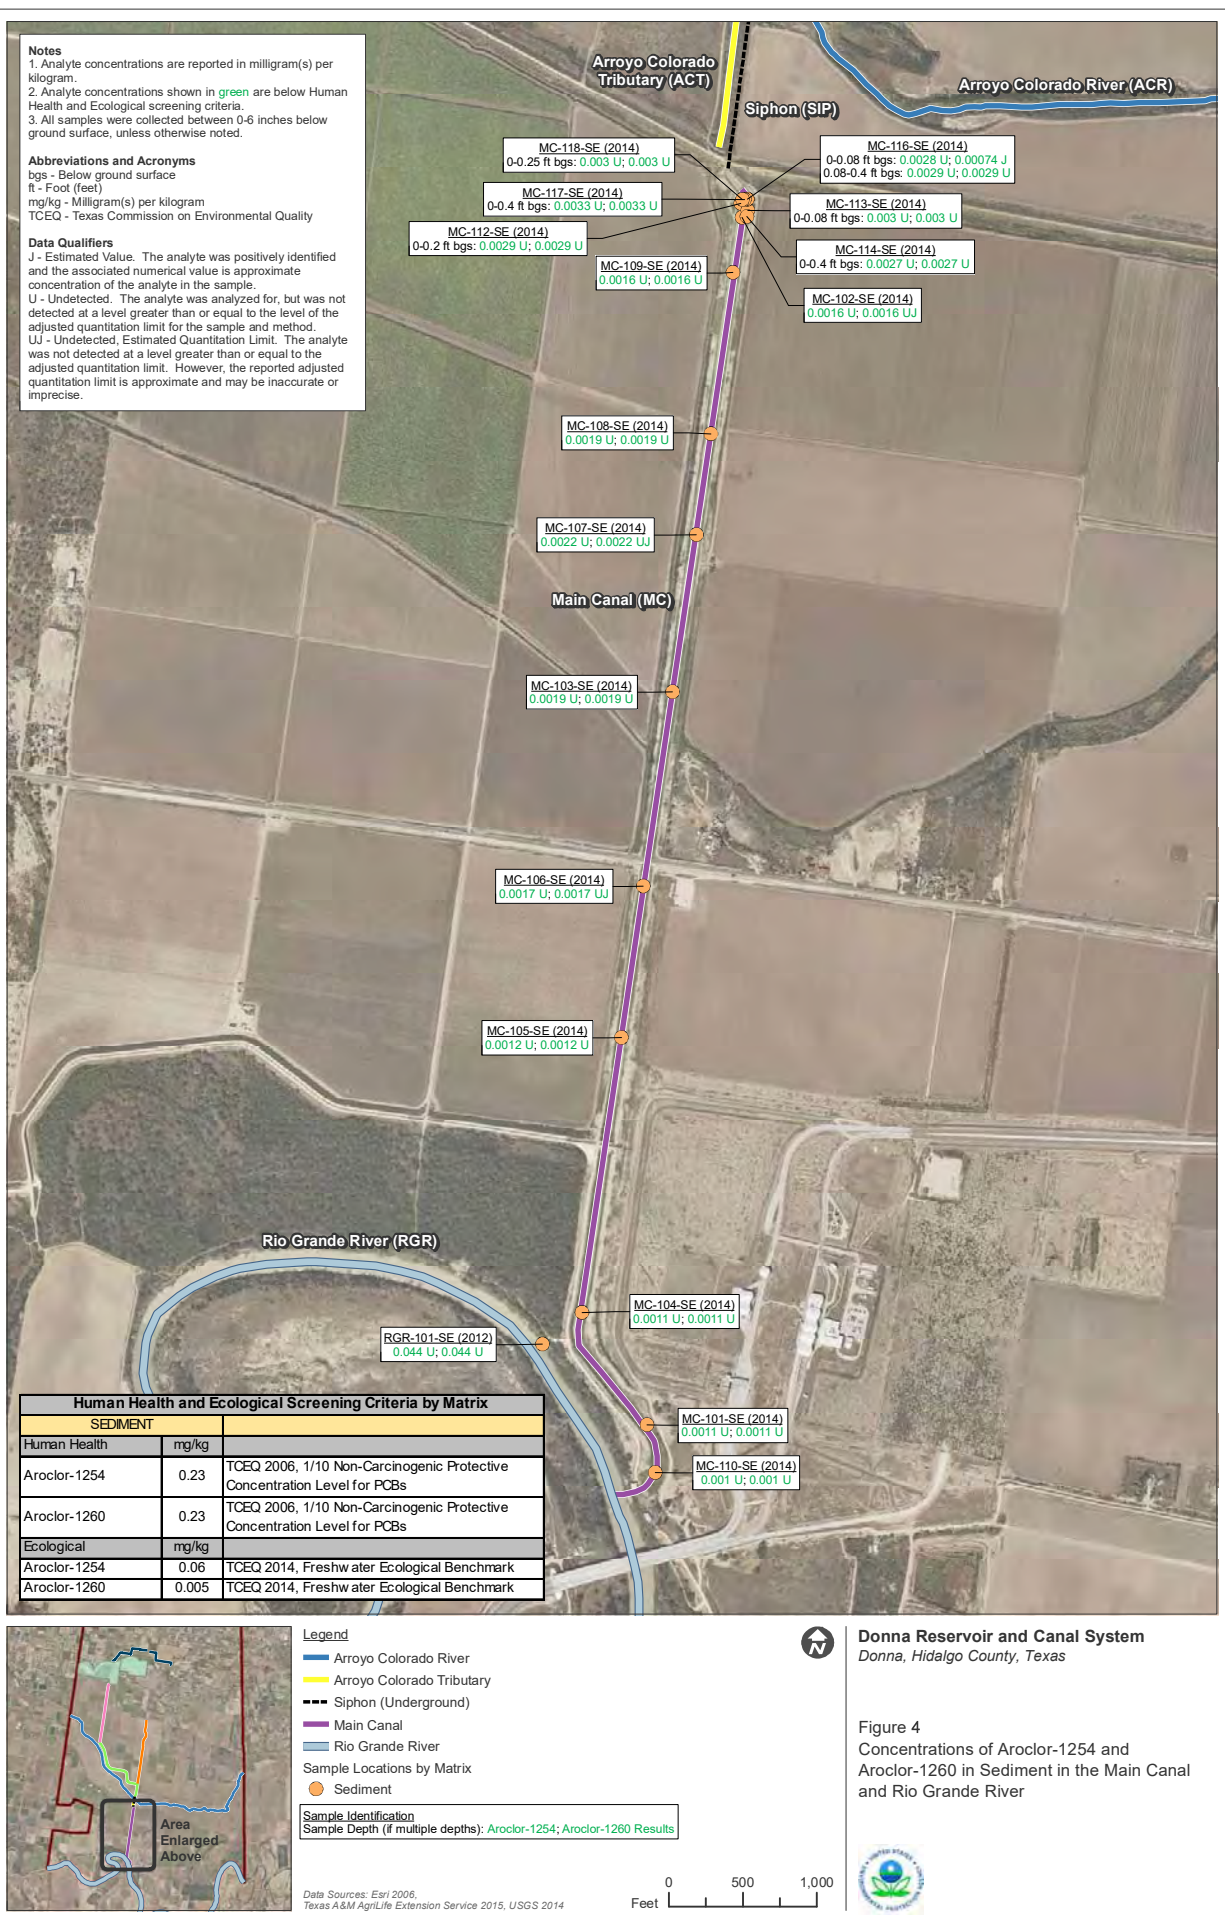 Notes
1. Analyte concentrations are reported in milligram(s) per
kilogram.
2. Analyte concentrations shown in green are below Human
Health and Ecological screening criteria.
3. All samples were collected between 0-6 inches below
ground surface, unless otherwise noted.
Abbreviations and Acronyms
bgs - Below ground surface
ft - Foot (feet)
mg/kg - Milligram(s) per kilogram
TCEQ - Texas Commission on Environmental Quality
Data Qualifiers
J - Estimated Value. The analyte was positively identified
and the associated numerical value is approximate
concentration of the analyte in the sample.
U - Undetected. The analyte was analyzed for, but was not
detected at a level greater than or equal to the level of the
adjusted quantitation limit for the sample and method.
UJ - Undetected, Estimated Quantitation Limit. The analyte
was not detected at a level greater than or equal to the
adjusted quantitation limit. However, the reported adjusted
quantitation limit is approximate and may be inaccurate or
imprecise.
Arroyo Colorado
Tributary (ACT)
Siphon (SIP)
Arroyo Colorado River (ACR)
MC-118-SE (2014)
0-0.25 ft bgs: 0.003 U; 0.003 U
MC-116-SE (2014)
0-0.08 ft bgs: 0.0028 U; 0.00074 J
0.08-0.4 ft bgs: 0.0029 U; 0.0029 U
MC-117-SE (2014)
0-0.4 ft bgs: 0.0033 U; 0.0033 U
MC-113-SE (2014)
0-0.08 ft bgs: 0.003 U; 0.003 U
MC-112-SE (2014)
0-0.2 ft bgs: 0.0029 U; 0.0029 U
MC-114-SE (2014)
0-0.4 ft bgs: 0.0027 U; 0.0027 U
MC-109-SE (2014)
0.0016 U; 0.0016 U
MC-102-SE (2014)
0.0016 U; 0.0016 UJ
MC-108-SE (2014)
0.0019 U; 0.0019 U
MC-107-SE (2014)
0.0022 U; 0.0022 UJ
Main Canal (MC)
MC-103-SE (2014)
0.0019 U; 0.0019 U
MC-106-SE (2014)
0.0017 U; 0.0017 UJ
MC-105-SE (2014)
0.0012 U; 0.0012 U
Rio Grande River (RGR)
MC-104-SE (2014)
0.0011 U; 0.0011 U
RGR-101-SE (2012)
0.044 U; 0.044 U
MC-101-SE (2014)
0.0011 U; 0.0011 U
MC-110-SE (2014)
0.001 U; 0.001 U
Human Health and Ecological Screening Criteria by Matrix
SEDIMENT
Human Health mg/kg
Aroclor-1254 0.23 TCEQ 2006, 1/10 Non-Carcinogenic Protective
Concentration Level for PCBs
Aroclor-1260 0.23 TCEQ 2006, 1/10 Non-Carcinogenic Protective
Concentration Level for PCBs
Ecological mg/kg
Aroclor-1254 0.06 TCEQ 2014, Freshwater Ecological Benchmark
Aroclor-1260 0.005 TCEQ 2014, Freshwater Ecological Benchmark
Area
Enlarged
Above
Legend
Arroyo Colorado River
Arroyo Colorado Tributary
Siphon (Underground)
Main Canal
Rio Grande River
Sample Locations by Matrix
Sediment
Sample Identification
Sample Depth (if multiple depths): Aroclor-1254; Aroclor-1260 Results
Data Sources: Esri 2006,
Texas A&M AgriLife Extension Service 2015, USGS 2014
N
0 500 1,000
Feet
Donna Reservoir and Canal System
Donna, Hidalgo County, Texas
Figure 4
Concentrations of Aroclor-1254 and
Aroclor-1260 in Sediment in the Main Canal
and Rio Grande River